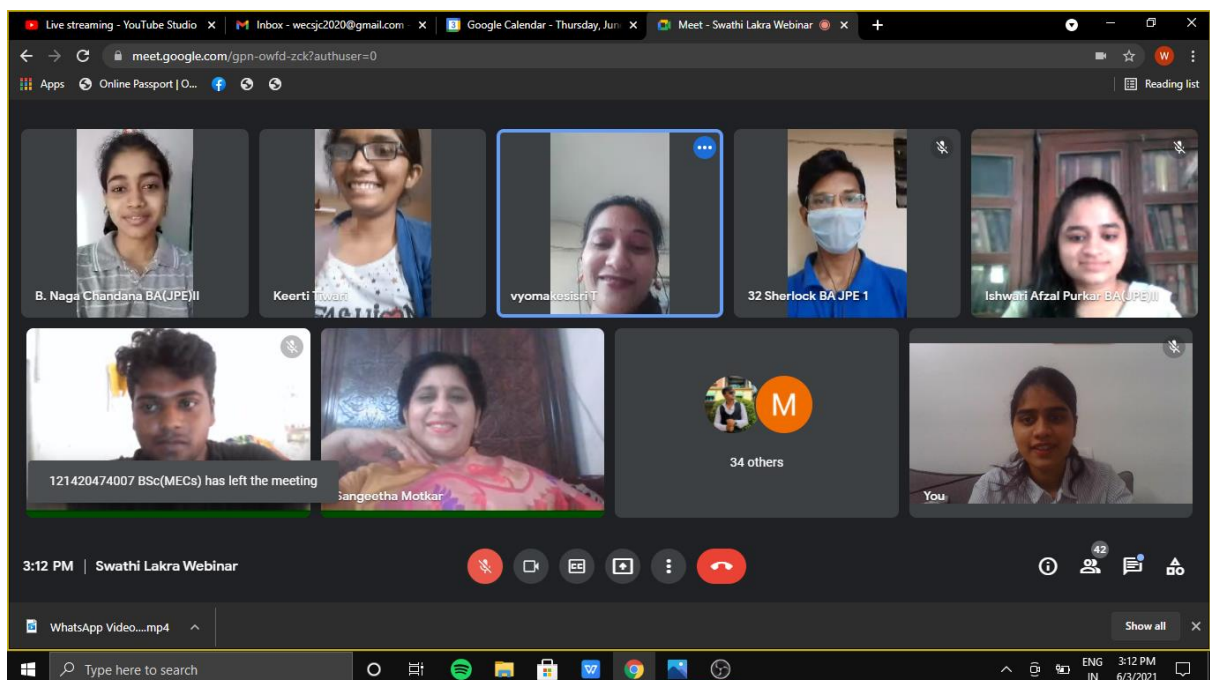 Live streaming - YouTube Studio
Inbox - wecsjc2020@gmail.com -
Google Calendar - Thursday, Jun
Meet - Swathi Lakra Webinar
meet.google.com/gpn-owfd-zck?authuser=0
W
Apps
Online Passport | O...
Reading list
B. Naga Chandana BA(JPE)II
Keerti Tiwari
vyomakesisri T
32 Sherlock BA JPE 1
Ishwari Afzal Purkar BA(JPE)II
121420474007 BSc(MECs) has left the meeting
Sangeetha Motkar
M
34 others
You
3:12 PM | Swathi Lakra Webinar
CC
42
WhatsApp Video....mp4
Show all
Type here to search
W
ENG
IN
3:12 PM
6/3/2021